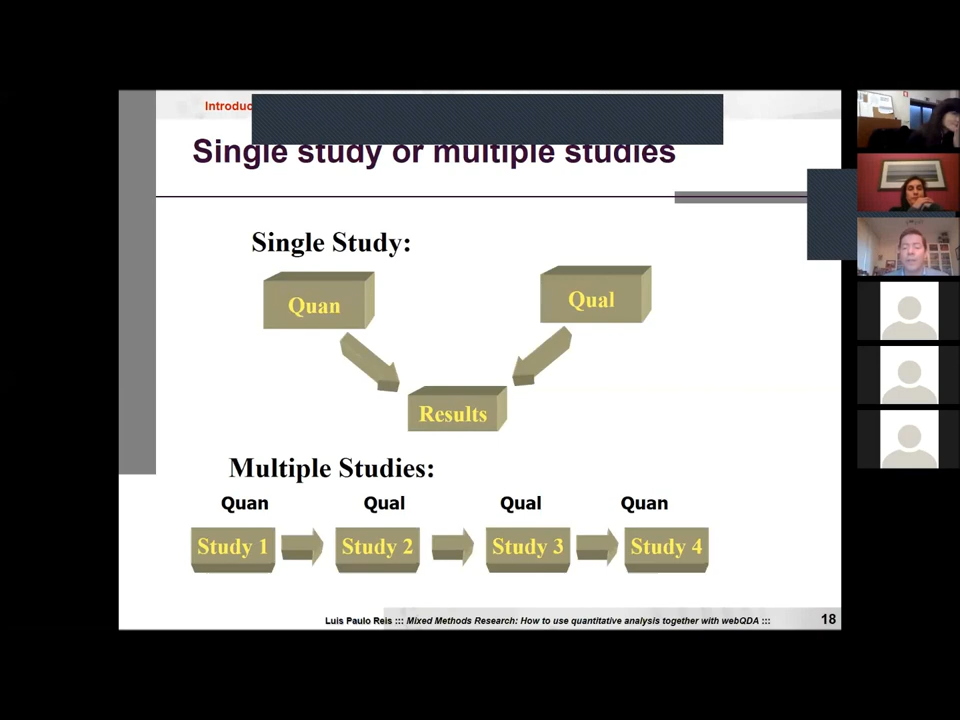 Introduc
Single study or multiple studies
Single Study:
Quan
Qual
Results
Multiple Studies:
Quan Qual Qual Quan
Study 1 Study 2 Study 3 Study 4
Luis Paulo Reis ::: Mixed Methods Research: How to use quantitative analysis together with webQDA ::: 18